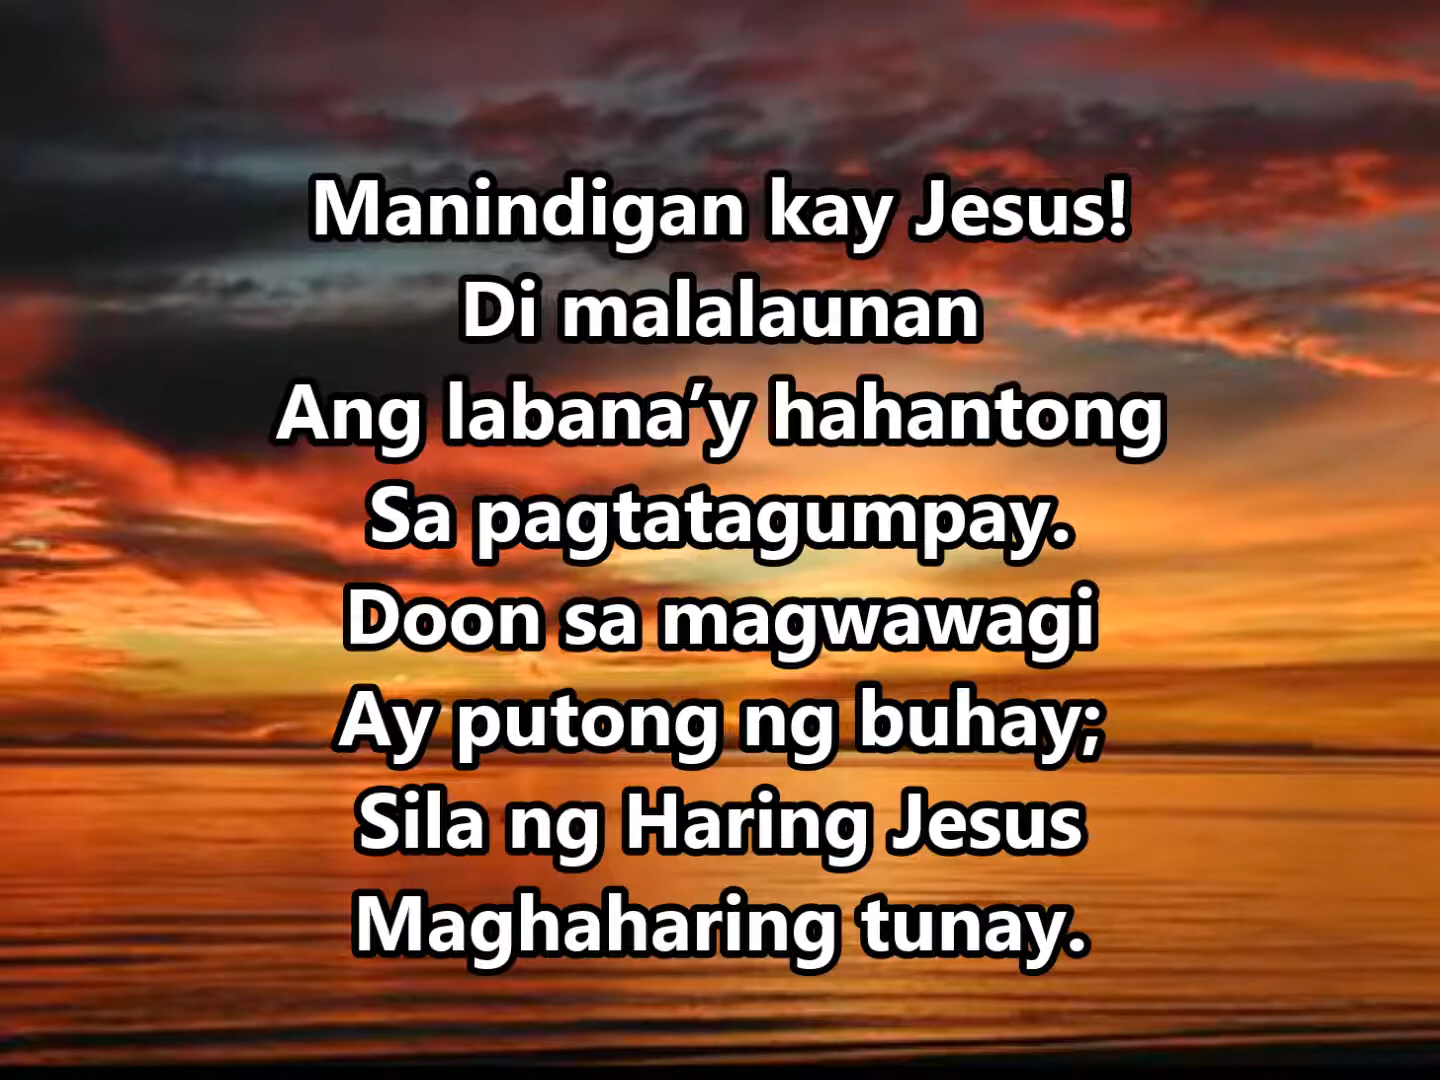 Manindigan kay Jesus!
Di malalaunan
Ang labana’y hahantong
Sa pagtatagumpay.
Doon sa magwawagi
Ay putong ng buhay;
Sila ng Haring Jesus
Maghaharing tunay.